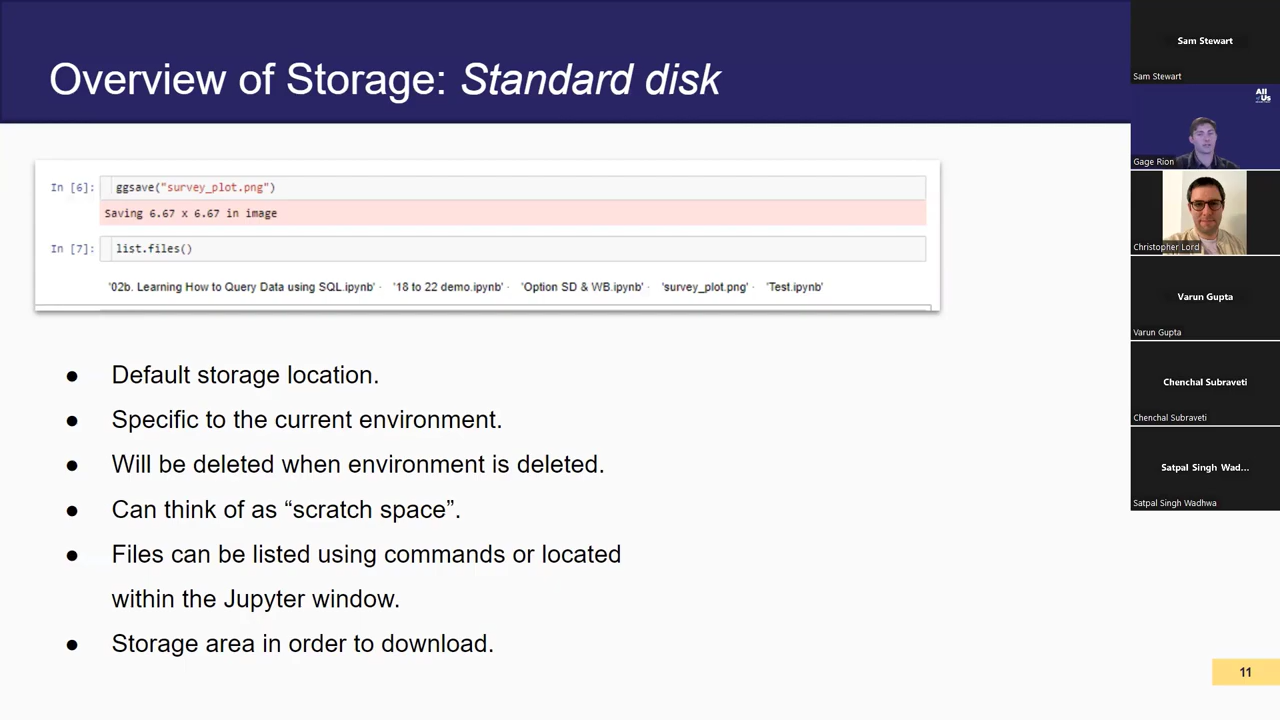 Overview of Storage: Standard disk
In [6]: ggsave("survey_plot.png")
Saving 6.67 x 6.67 in image
In [7]: list.files()
'02b. Learning How to Query Data using SQL.ipynb' · '18 to 22 demo.ipynb' · 'Option SD & WB.ipynb' · 'survey_plot.png' · 'Test.ipynb'
● Default storage location.
● Specific to the current environment.
● Will be deleted when environment is deleted.
● Can think of as “scratch space”.
● Files can be listed using commands or located
within the Jupyter window.
● Storage area in order to download.
11
Sam Stewart
Sam Stewart
All
of Us
Gage Rion
Christopher Lord
Varun Gupta
Varun Gupta
Chenchal Subraveti
Chenchal Subraveti
Satpal Singh Wad...
Satpal Singh Wadhwa